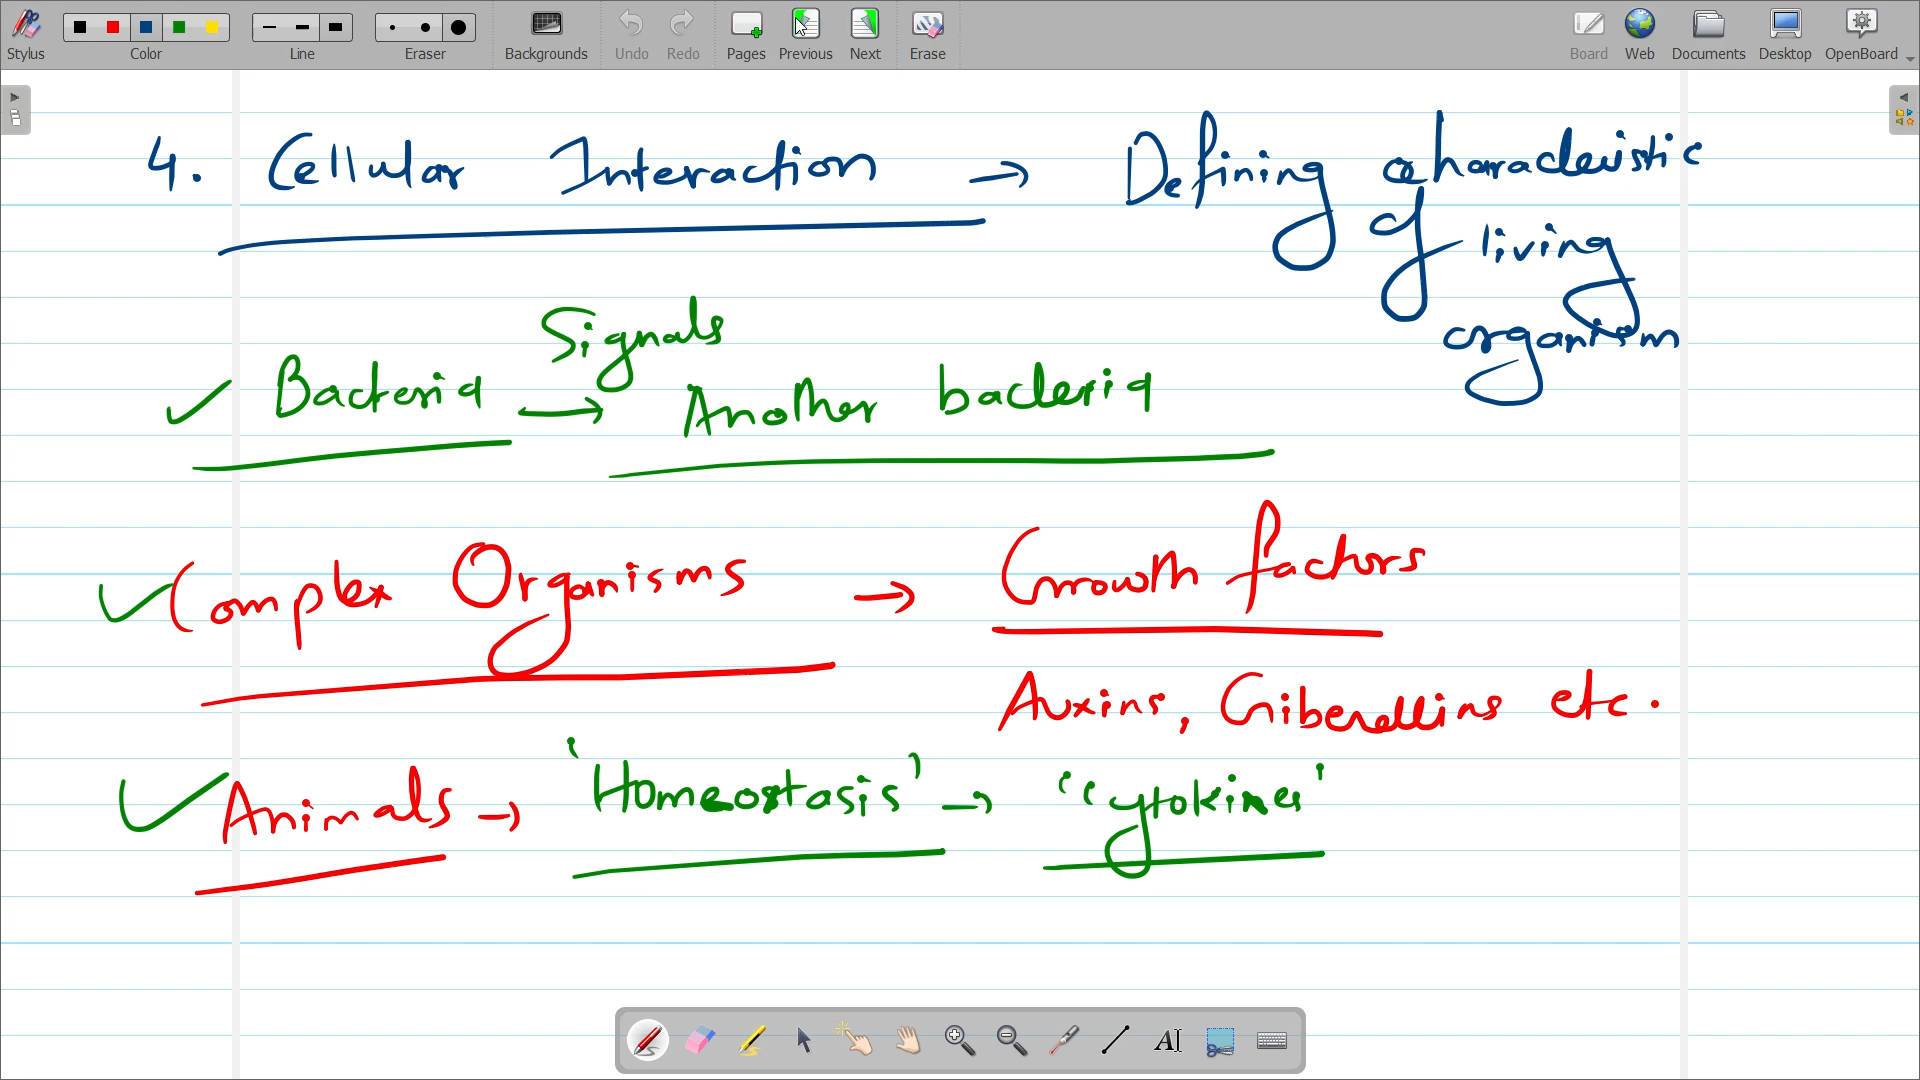 Stylus Color Line Eraser Backgrounds Undo Redo Pages Previous Next Erase Board Web Documents Desktop OpenBoard
4. Cellular Interaction → Defining characteristic
of living
organism
Signals
✓ Bacteria → Another bacteria
✓ Complex Organisms → Growth factors
Auxins, Giberellins etc.
✓ Animals → 'Homeostasis' → 'Cytokines'
AI